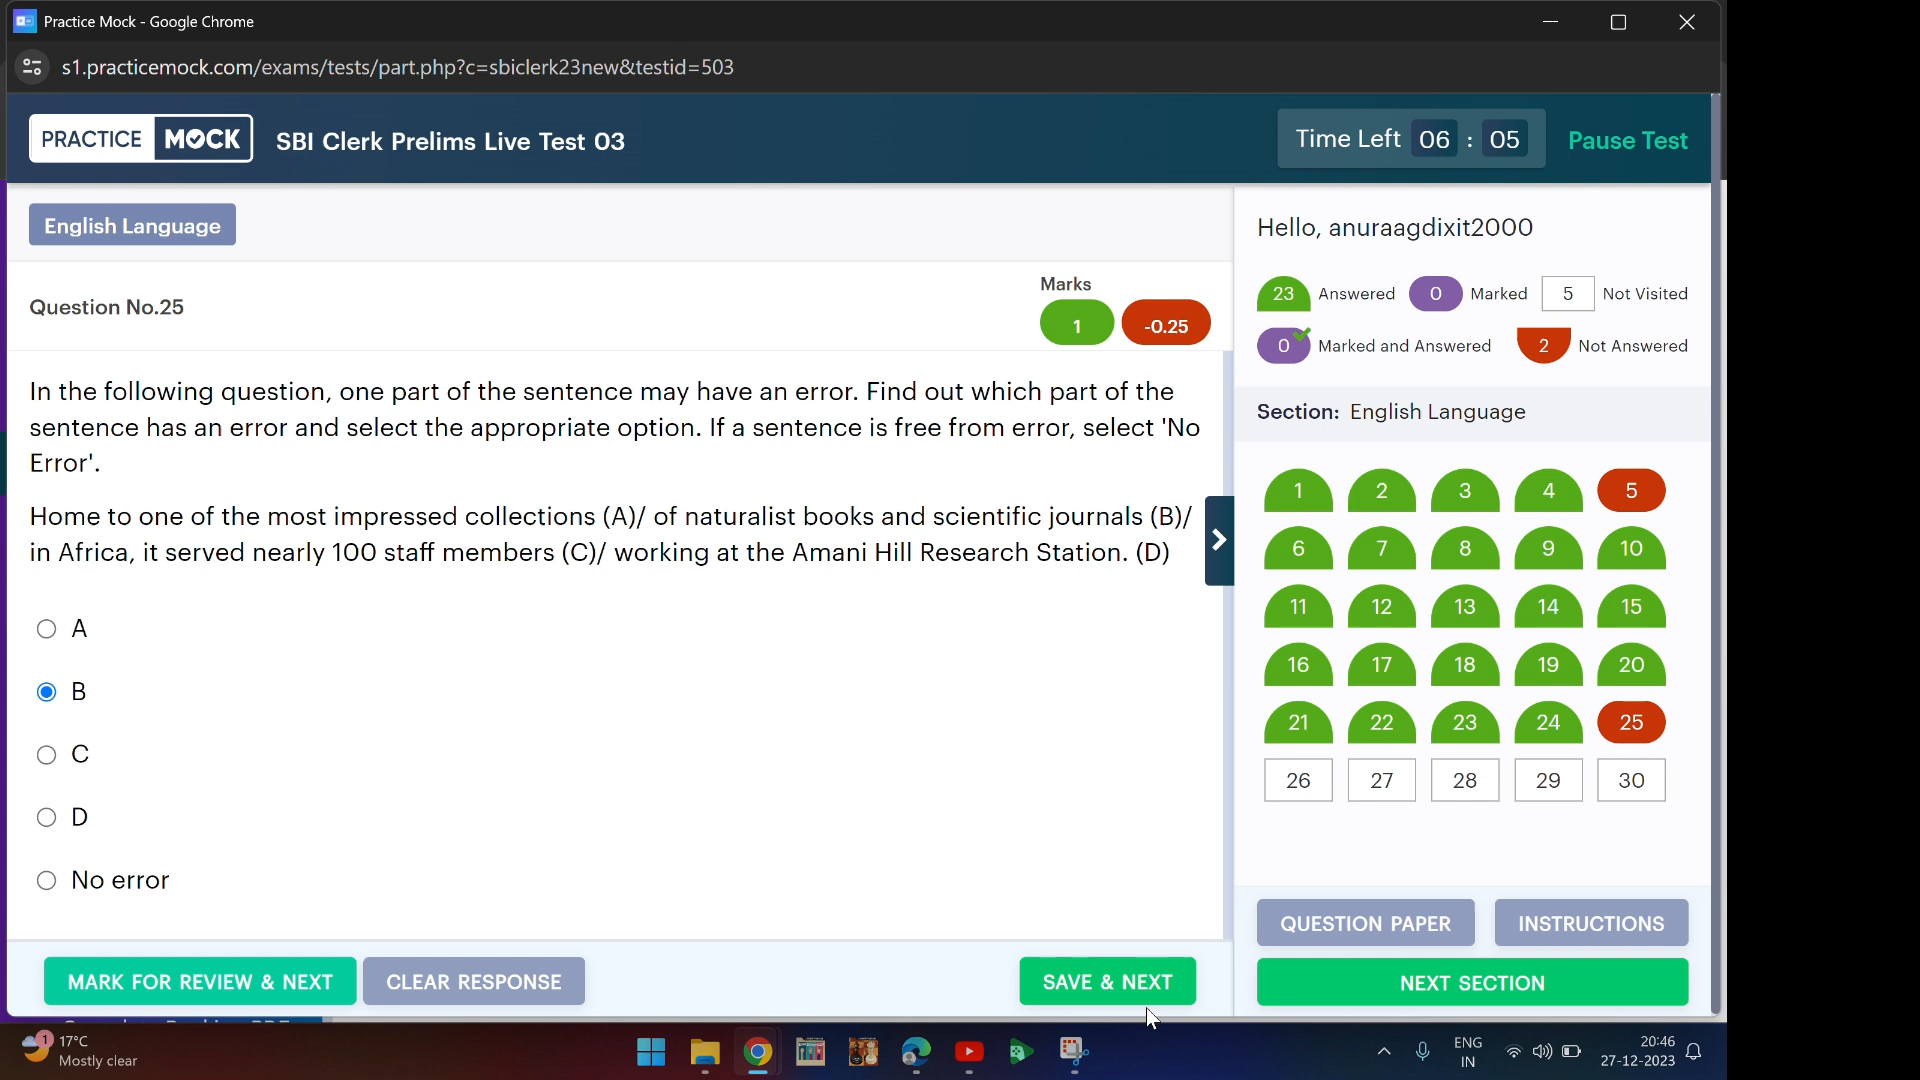 Practice Mock - Google Chrome
s1.practicemock.com/exams/tests/part.php?c=sbiclerk23new&testid=503
PRACTICE MOCK SBI Clerk Prelims Live Test 03
Time Left 06 : 05 Pause Test
English Language
Hello, anuraagdixit2000
Question No.25
Marks
1 -0.25
23 Answered 0 Marked 5 Not Visited
0 Marked and Answered 2 Not Answered
Section: English Language
In the following question, one part of the sentence may have an error. Find out which part of the
sentence has an error and select the appropriate option. If a sentence is free from error, select 'No
Error'.
Home to one of the most impressed collections (A)/ of naturalist books and scientific journals (B)/
in Africa, it served nearly 100 staff members (C)/ working at the Amani Hill Research Station. (D)
A
B
C
D
No error
1 2 3 4 5
6 7 8 9 10
11 12 13 14 15
16 17 18 19 20
21 22 23 24 25
26 27 28 29 30
MARK FOR REVIEW & NEXT CLEAR RESPONSE SAVE & NEXT
QUESTION PAPER INSTRUCTIONS
NEXT SECTION
1
17°C
Mostly clear
ENG
IN
20:46
27-12-2023